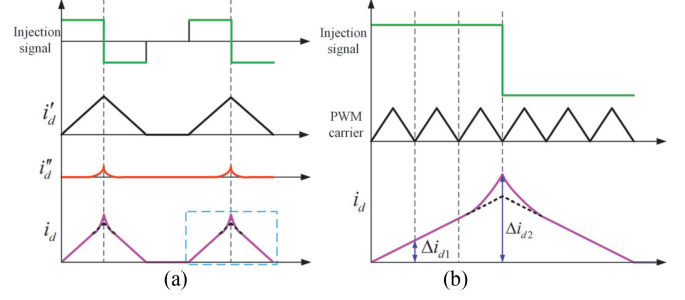 Injection
signal
i'd
i''d
id
(a)
Injection
signal
PWM
carrier
id
Δid1
Δid2
(b)